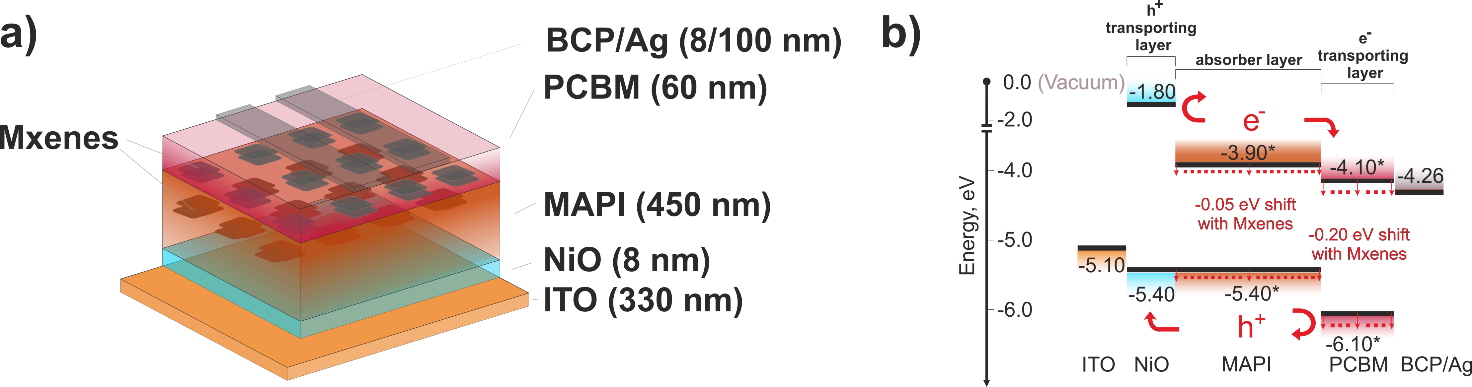 a)
BCP/Ag (8/100 nm)
PCBM (60 nm)
Mxenes
MAPI (450 nm)
NiO (8 nm)
ITO (330 nm)
b)
h+
transporting
layer
absorber layer
e-
transporting
layer
Energy, eV
0.0 (Vacuum)
-2.0
-4.0
-5.0
-6.0
-1.80
e-
-3.90*
-4.10*
-4.26
-0.05 eV shift
with Mxenes
-0.20 eV shift
with Mxenes
-5.10
-5.40
-5.40*
h+
-6.10*
ITO
NiO
MAPI
PCBM
BCP/Ag